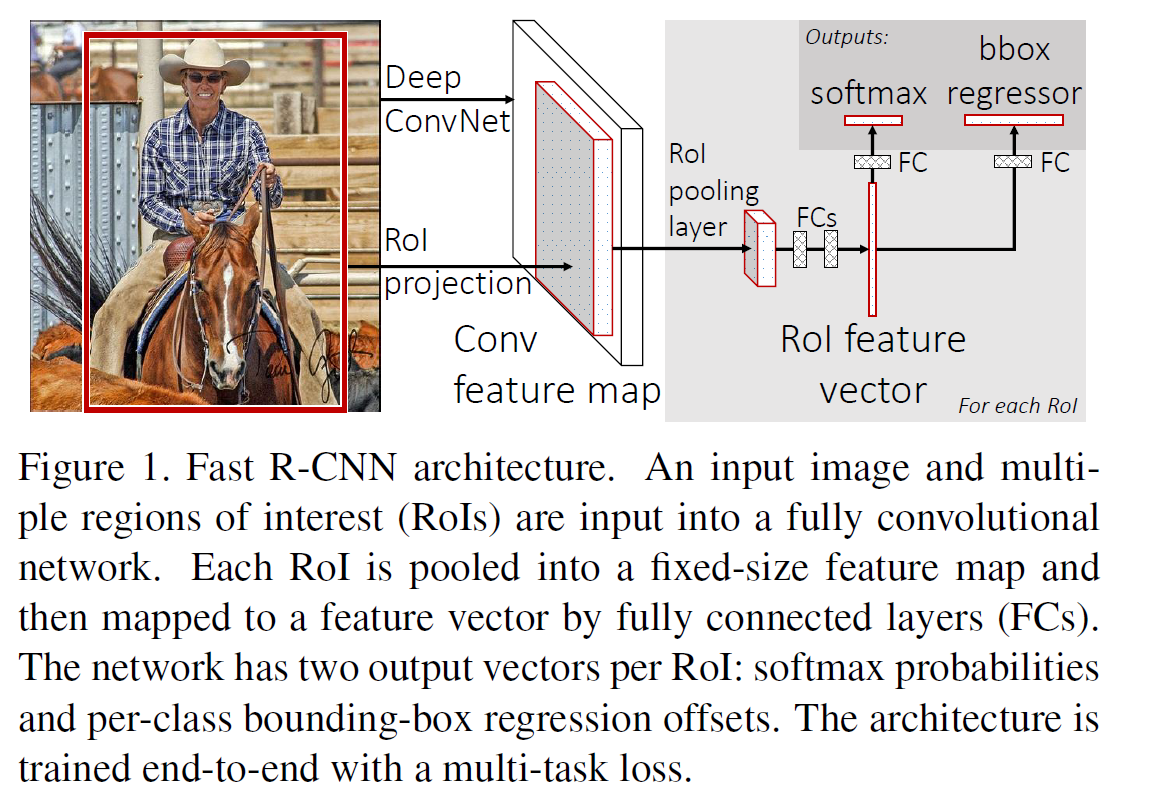 Deep
ConvNet
RoI
projection
Conv
feature map
RoI
pooling
layer
FCs
RoI feature
vector
For each RoI
Outputs:
softmax
bbox
regressor
FC
FC
Figure 1. Fast R-CNN architecture. An input image and multi-
ple regions of interest (RoIs) are input into a fully convolutional
network. Each RoI is pooled into a fixed-size feature map and
then mapped to a feature vector by fully connected layers (FCs).
The network has two output vectors per RoI: softmax probabilities
and per-class bounding-box regression offsets. The architecture is
trained end-to-end with a multi-task loss.